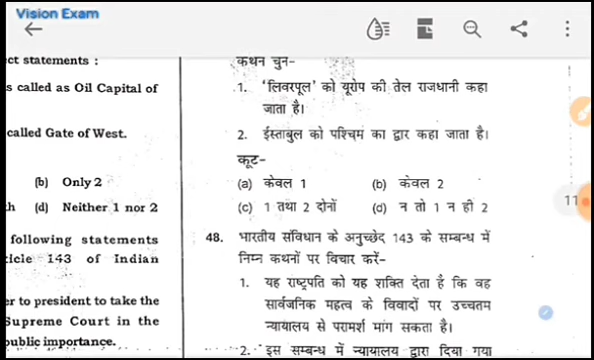 Vision Exam
ct statements :
s called as Oil Capital of
called Gate of West.
(b) Only 2
h (d) Neither 1 nor 2
following statements
icle 143 of Indian
er to president to take the
Supreme Court in the
public importance.
कथन चुन-
1. 'लिवरपूल' को यूरोप की तेल राजधानी कहा
जाता है।
2. ईस्ताबुल को पश्चिम का द्वार कहा जाता है।
कूट-
(a) केवल 1 (b) केवल 2
(c) 1 तथा 2 दोनों (d) न तो 1 न ही 2
48. भारतीय संविधान के अनुच्छेद 143 के सम्बन्ध में
निम्न कथनों पर विचार करें-
1. यह राष्ट्रपति को यह शक्ति देता है कि वह
सार्वजनिक महत्व के विवादों पर उच्चतम
न्यायालय से परामर्श मांग सकता है।
2. इस सम्बन्ध में न्यायालय द्वारा दिया गया
11